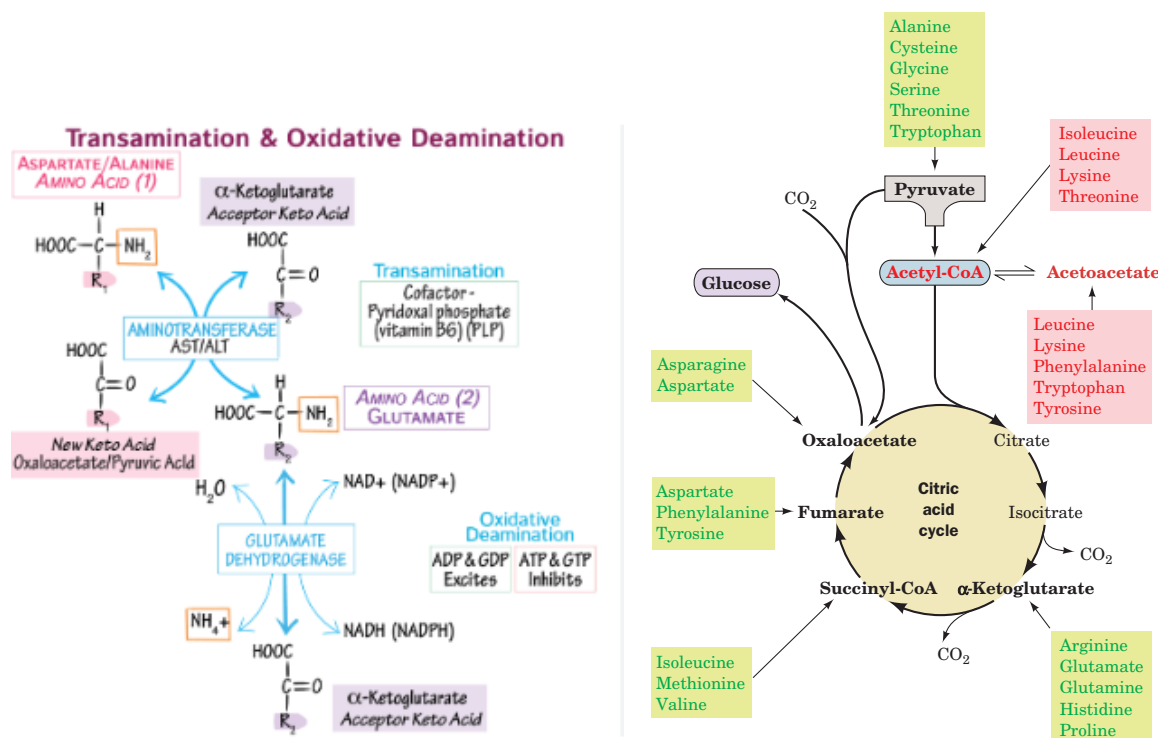 Transamination & Oxidative Deamination
ASPARTATE/ALANINE
AMINO ACID (1)
H
HOOC-C-NH2
R1
α-Ketoglutarate
Acceptor Keto Acid
HOOC
C=O
R2
Transamination
Cofactor -
Pyridoxal phosphate
(vitamin B6) (PLP)
AMINOTRANSFERASE
AST/ALT
HOOC
C=O
R1
New Keto Acid
Oxaloacetate/Pyruvic Acid
H
HOOC-C-NH2
R2
AMINO ACID (2)
GLUTAMATE
H2O
NAD+ (NADP+)
GLUTAMATE
DEHYDROGENASE
Oxidative
Deamination
ADP & GDP
Excites
ATP & GTP
Inhibits
NH4+
NADH (NADPH)
HOOC
C=O
R2
α-Ketoglutarate
Acceptor Keto Acid
Alanine
Cysteine
Glycine
Serine
Threonine
Tryptophan
Isoleucine
Leucine
Lysine
Threonine
Pyruvate
CO2
Glucose
Acetyl-CoA
Acetoacetate
Leucine
Lysine
Phenylalanine
Tryptophan
Tyrosine
Asparagine
Aspartate
Oxaloacetate
Citrate
Aspartate
Phenylalanine
Tyrosine
Fumarate
Citric
acid
cycle
Isocitrate
CO2
Succinyl-CoA
α-Ketoglutarate
CO2
Isoleucine
Methionine
Valine
Arginine
Glutamate
Glutamine
Histidine
Proline